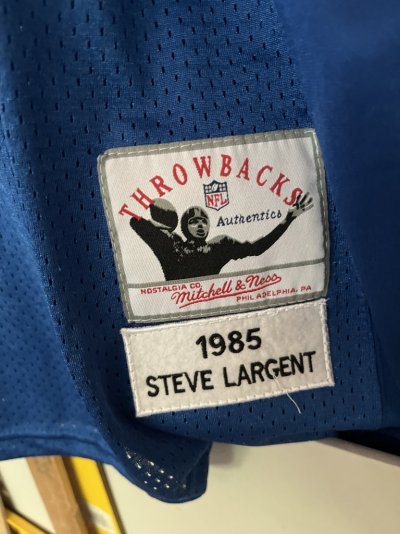 THROWBACKS
NFL
Authentics
NOSTALGIA CO.
Mitchell & Ness
PHILADELPHIA, PA
1985
STEVE LARGENT